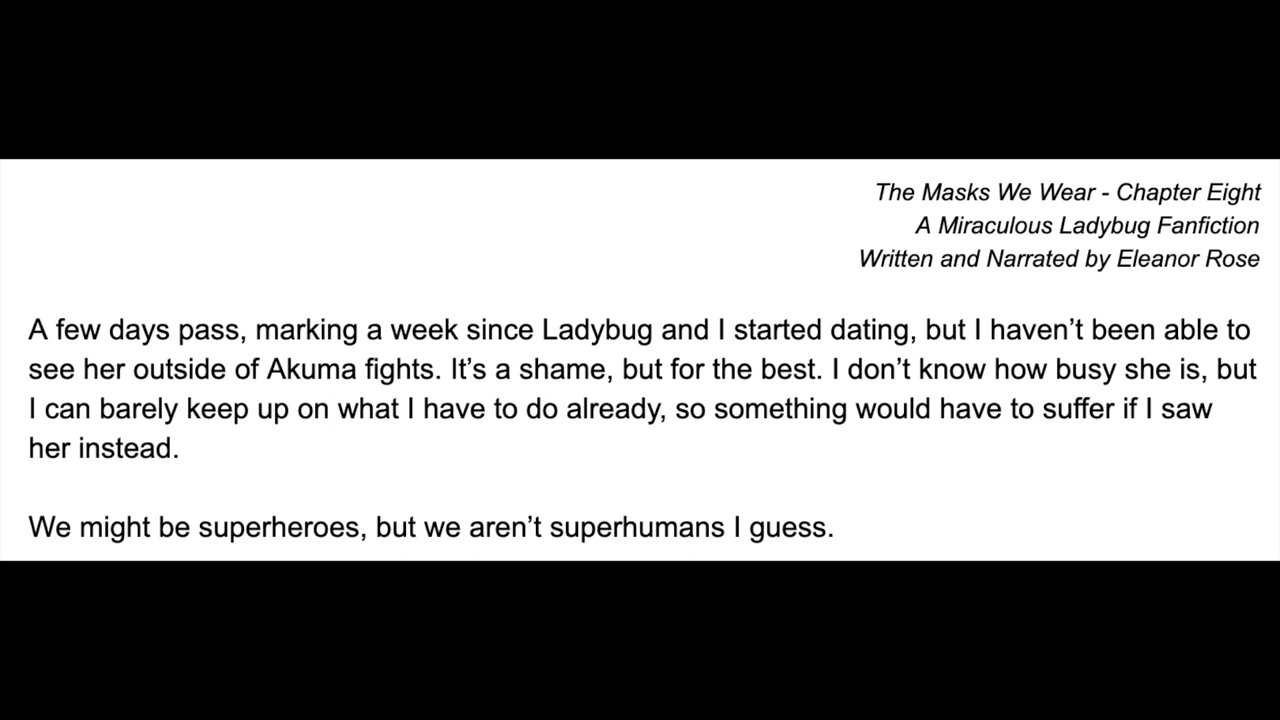 The Masks We Wear - Chapter Eight
A Miraculous Ladybug Fanfiction
Written and Narrated by Eleanor Rose
A few days pass, marking a week since Ladybug and I started dating, but I haven’t been able to
see her outside of Akuma fights. It’s a shame, but for the best. I don’t know how busy she is, but
I can barely keep up on what I have to do already, so something would have to suffer if I saw
her instead.
We might be superheroes, but we aren’t superhumans I guess.